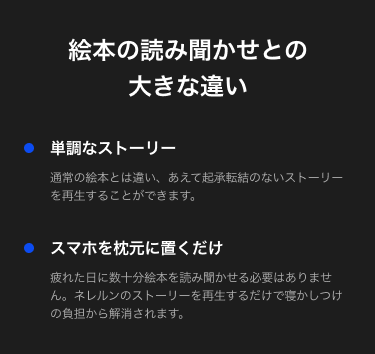 絵本の読み聞かせとの
大きな違い
単調なストーリー
通常の絵本とは違い、あえて起承転結のないストーリー
を再生することができます。
スマホを枕元に置くだけ
疲れた日に数十分絵本を読み聞かせる必要はありませ
ん。ネレルンのストーリーを再生するだけで寝かしつけ
の負担から解消されます。